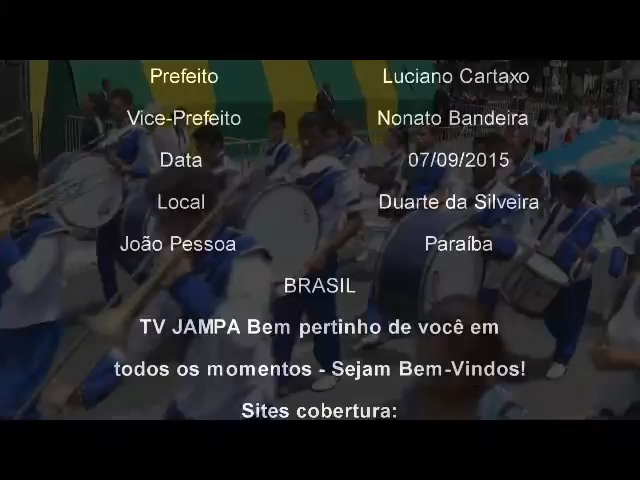 Prefeito Luciano Cartaxo
Vice-Prefeito Nonato Bandeira
Data 07/09/2015
Local Duarte da Silveira
João Pessoa Paraíba
BRASIL
TV JAMPA Bem pertinho de você em
todos os momentos - Sejam Bem-Vindos!
Sites cobertura: